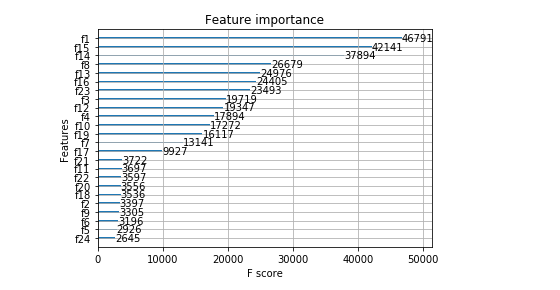 Feature importance
f1 46791
f15 42141
f14 37894
f8 26679
f13 24976
f16 24405
f23 23493
f3 19719
f12 19347
f4 17894
f10 17272
f19 16117
f7 13141
f17 9927
f21 3722
f11 3697
f22 3597
f20 3556
f18 3536
f2 3397
f9 3305
f6 3196
f5 2926
f24 2645
Features
0 10000 20000 30000 40000 50000
F score